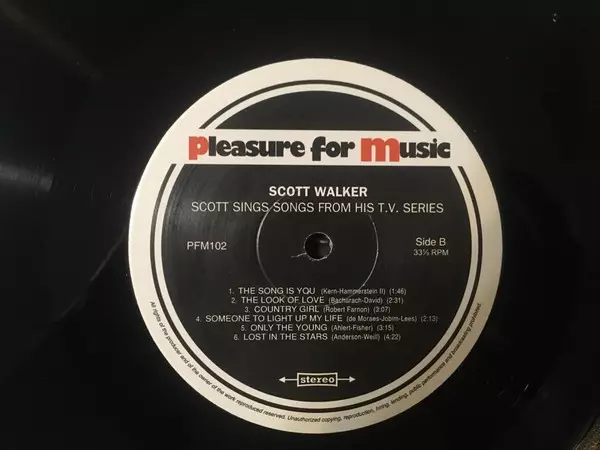 Pleasure for Music
SCOTT WALKER
SCOTT SINGS SONGS FROM HIS T.V. SERIES
PFM102
Side B
33⅓ RPM
1. THE SONG IS YOU (Kern-Hammerstein II) (1:46)
2. THE LOOK OF LOVE (Bacharach-David) (2:31)
3. COUNTRY GIRL (Robert Farnon) (3:07)
4. SOMEONE TO LIGHT UP MY LIFE (de Moraes-Jobim-Lees) (2:13)
5. ONLY THE YOUNG (Ahlert-Fisher) (3:15)
6. LOST IN THE STARS (Anderson-Weill) (4:22)
stereo
All rights of the producer and of the owner of the work reproduced reserved. Unauthorized copying, reproduction, hiring, lending, public performance and broadcasting prohibited.